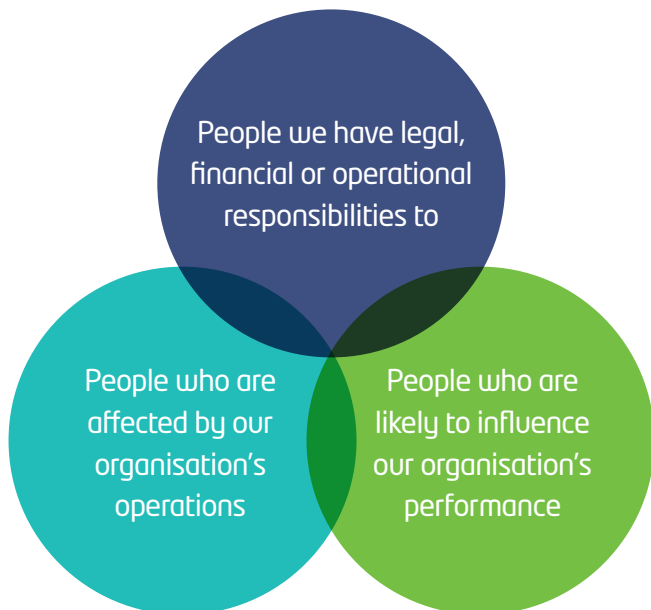 People we have legal,
financial or operational
responsibilities to
People who are
affected by our
organisation's
operations
People who are
likely to influence
our organisation's
performance